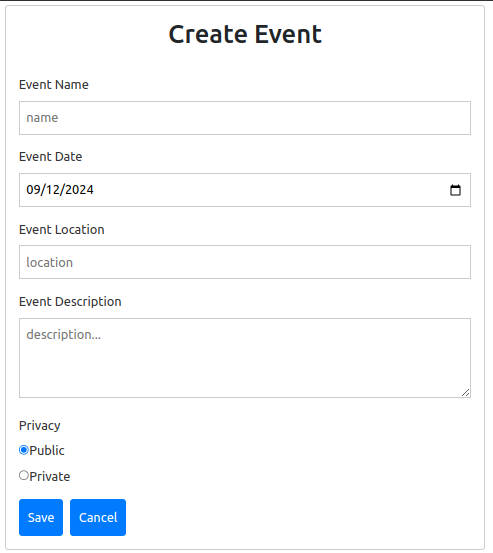 Create Event
Event Name
name
Event Date
09/12/2024
Event Location
location
Event Description
description...
Privacy
Public
Private
Save Cancel